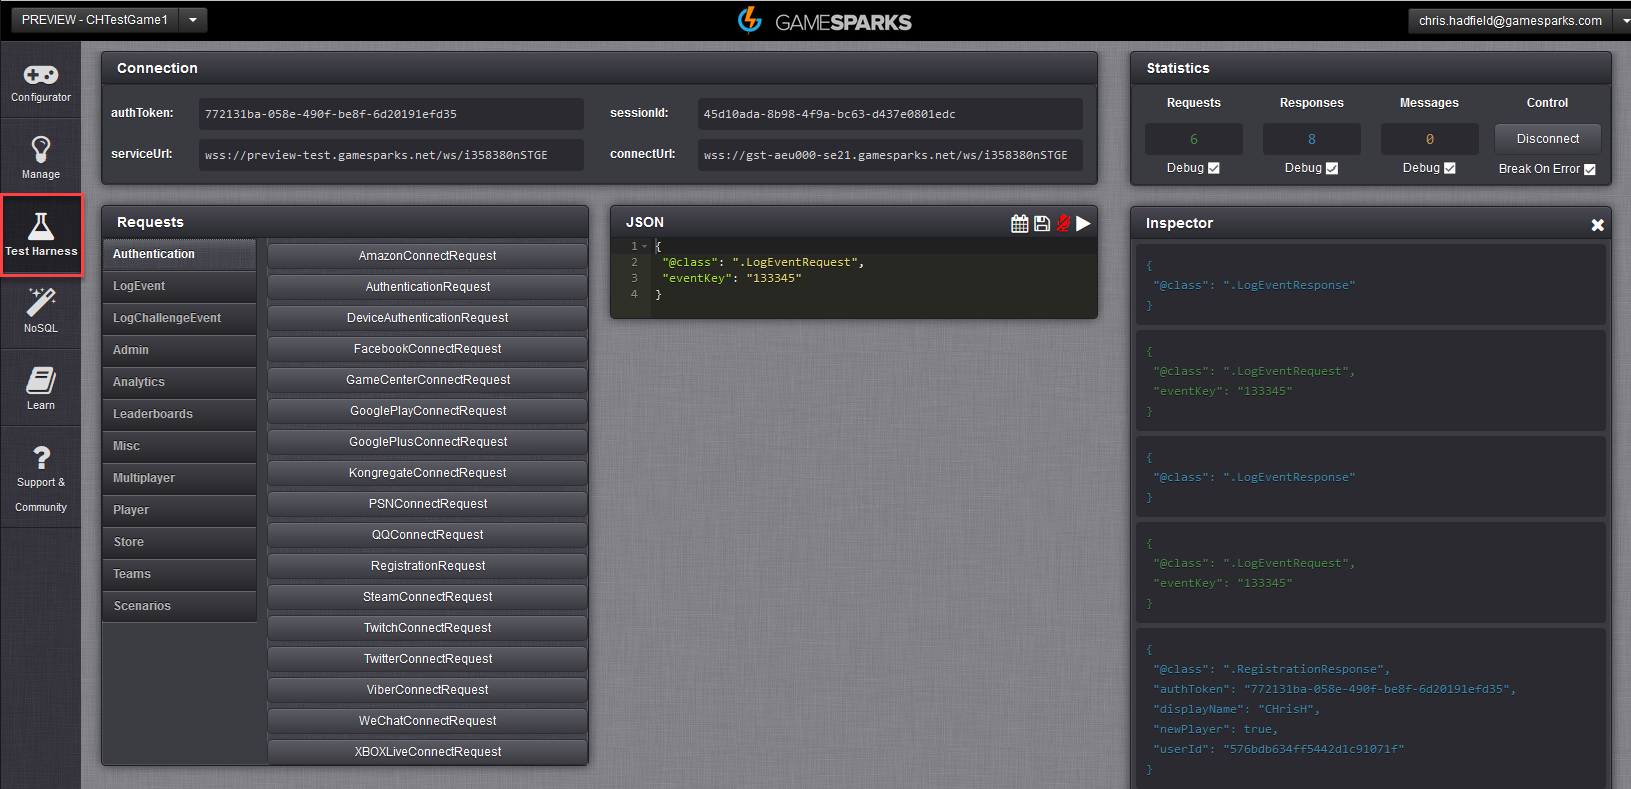 PREVIEW - CHTestGame1
GAMESPARKS
chris.hadfield@gamesparks.com
Configurator
Manage
Test Harness
NoSQL
Learn
Support &
Community
Connection
authToken: 772131ba-058e-490f-be8f-6d20191efd35
sessionId: 45d10ada-8b98-4f9a-bc63-d437e0801edc
serviceUrl: wss://preview-test.gamesparks.net/ws/i358380nSTGE
connectUrl: wss://gst-aeu000-se21.gamesparks.net/ws/i358380nSTGE
Statistics
Requests Responses Messages Control
6 8 0 Disconnect
Debug Debug Debug Break On Error
Requests
Authentication
LogEvent
LogChallengeEvent
Admin
Analytics
Leaderboards
Misc
Multiplayer
Player
Store
Teams
Scenarios
AmazonConnectRequest
AuthenticationRequest
DeviceAuthenticationRequest
FacebookConnectRequest
GameCenterConnectRequest
GooglePlayConnectRequest
GooglePlusConnectRequest
KongregateConnectRequest
PSNConnectRequest
QQConnectRequest
RegistrationRequest
SteamConnectRequest
TwitchConnectRequest
TwitterConnectRequest
ViberConnectRequest
WeChatConnectRequest
XBOXLiveConnectRequest
JSON
1 {
2 "@class": ".LogEventRequest",
3 "eventKey": "133345"
4 }
Inspector
{
"@class": ".LogEventResponse"
}
{
"@class": ".LogEventRequest",
"eventKey": "133345"
}
{
"@class": ".LogEventResponse"
}
{
"@class": ".LogEventRequest",
"eventKey": "133345"
}
{
"@class": ".RegistrationResponse",
"authToken": "772131ba-058e-490f-be8f-6d20191efd35",
"displayName": "CHrisH",
"newPlayer": true,
"userId": "576bdb634ff5442d1c91071f"
}